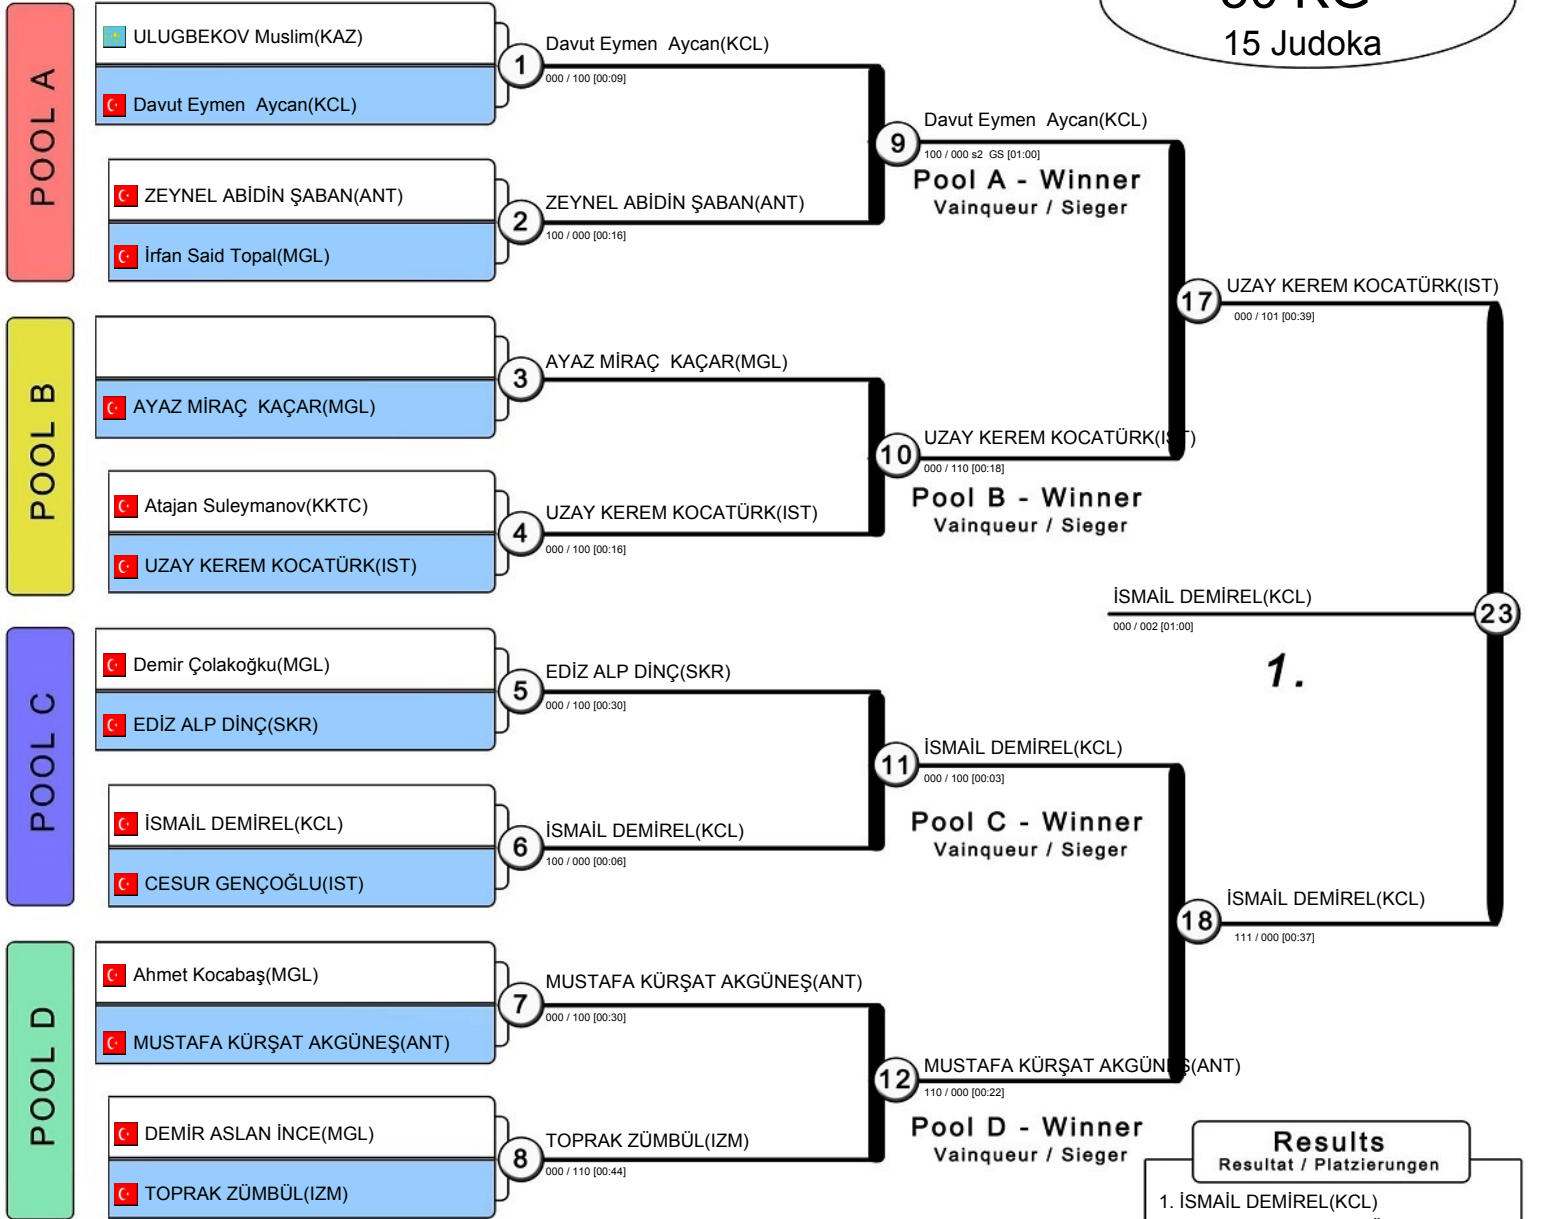 15 Judoka
POOL A
ULUGBEKOV Muslim(KAZ)
Davut Eymen  Aycan(KCL)
1
Davut Eymen  Aycan(KCL)
000 / 100 [00:09]
ZEYNEL ABİDİN ŞABAN(ANT)
İrfan Said Topal(MGL)
2
ZEYNEL ABİDİN ŞABAN(ANT)
100 / 000 [00:16]
9
Davut Eymen  Aycan(KCL)
100 / 000 s2  GS [01:00]
Pool A - Winner
Vainqueur / Sieger
POOL B
3
AYAZ MİRAÇ  KAÇAR(MGL)
AYAZ MİRAÇ  KAÇAR(MGL)
Atajan Suleymanov(KKTC)
UZAY KEREM KOCATÜRK(IST)
4
UZAY KEREM KOCATÜRK(IST)
000 / 100 [00:16]
10
UZAY KEREM KOCATÜRK(IST)
000 / 110 [00:18]
Pool B - Winner
Vainqueur / Sieger
17
UZAY KEREM KOCATÜRK(IST)
000 / 101 [00:39]
POOL C
Demir Çolakoğku(MGL)
EDİZ ALP DİNÇ(SKR)
5
EDİZ ALP DİNÇ(SKR)
000 / 100 [00:30]
İSMAİL DEMİREL(KCL)
CESUR GENÇOĞLU(IST)
6
İSMAİL DEMİREL(KCL)
100 / 000 [00:06]
11
İSMAİL DEMİREL(KCL)
000 / 100 [00:03]
Pool C - Winner
Vainqueur / Sieger
POOL D
Ahmet Kocabaş(MGL)
MUSTAFA KÜRŞAT AKGÜNEŞ(ANT)
7
MUSTAFA KÜRŞAT AKGÜNEŞ(ANT)
000 / 100 [00:30]
DEMİR ASLAN İNCE(MGL)
TOPRAK ZÜMBÜL(IZM)
8
TOPRAK ZÜMBÜL(IZM)
000 / 110 [00:44]
12
MUSTAFA KÜRŞAT AKGÜNEŞ(ANT)
110 / 000 [00:22]
Pool D - Winner
Vainqueur / Sieger
18
İSMAİL DEMİREL(KCL)
111 / 000 [00:37]
İSMAİL DEMİREL(KCL)
23
000 / 002 [01:00]
1.
Results
Resultat / Platzierungen
1. İSMAİL DEMİREL(KCL)